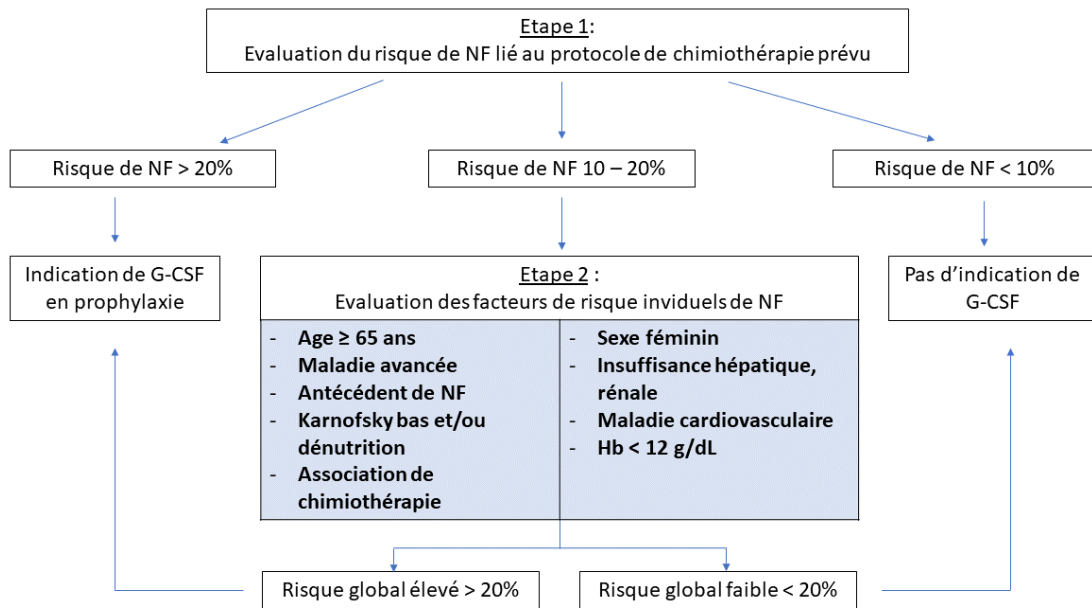 Etape 1:
Evaluation du risque de NF lié au protocole de chimiothérapie prévu
Risque de NF > 20%
Risque de NF 10 – 20%
Risque de NF < 10%
Indication de G-CSF
en prophylaxie
Etape 2 :
Evaluation des facteurs de risque inviduels de NF
Pas d’indication de
G-CSF
- Age ≥ 65 ans
- Maladie avancée
- Antécédent de NF
- Karnofsky bas et/ou
dénutrition
- Association de
chimiothérapie
- Sexe féminin
- Insuffisance hépatique,
rénale
- Maladie cardiovasculaire
- Hb < 12 g/dL
Risque global élevé > 20%
Risque global faible < 20%